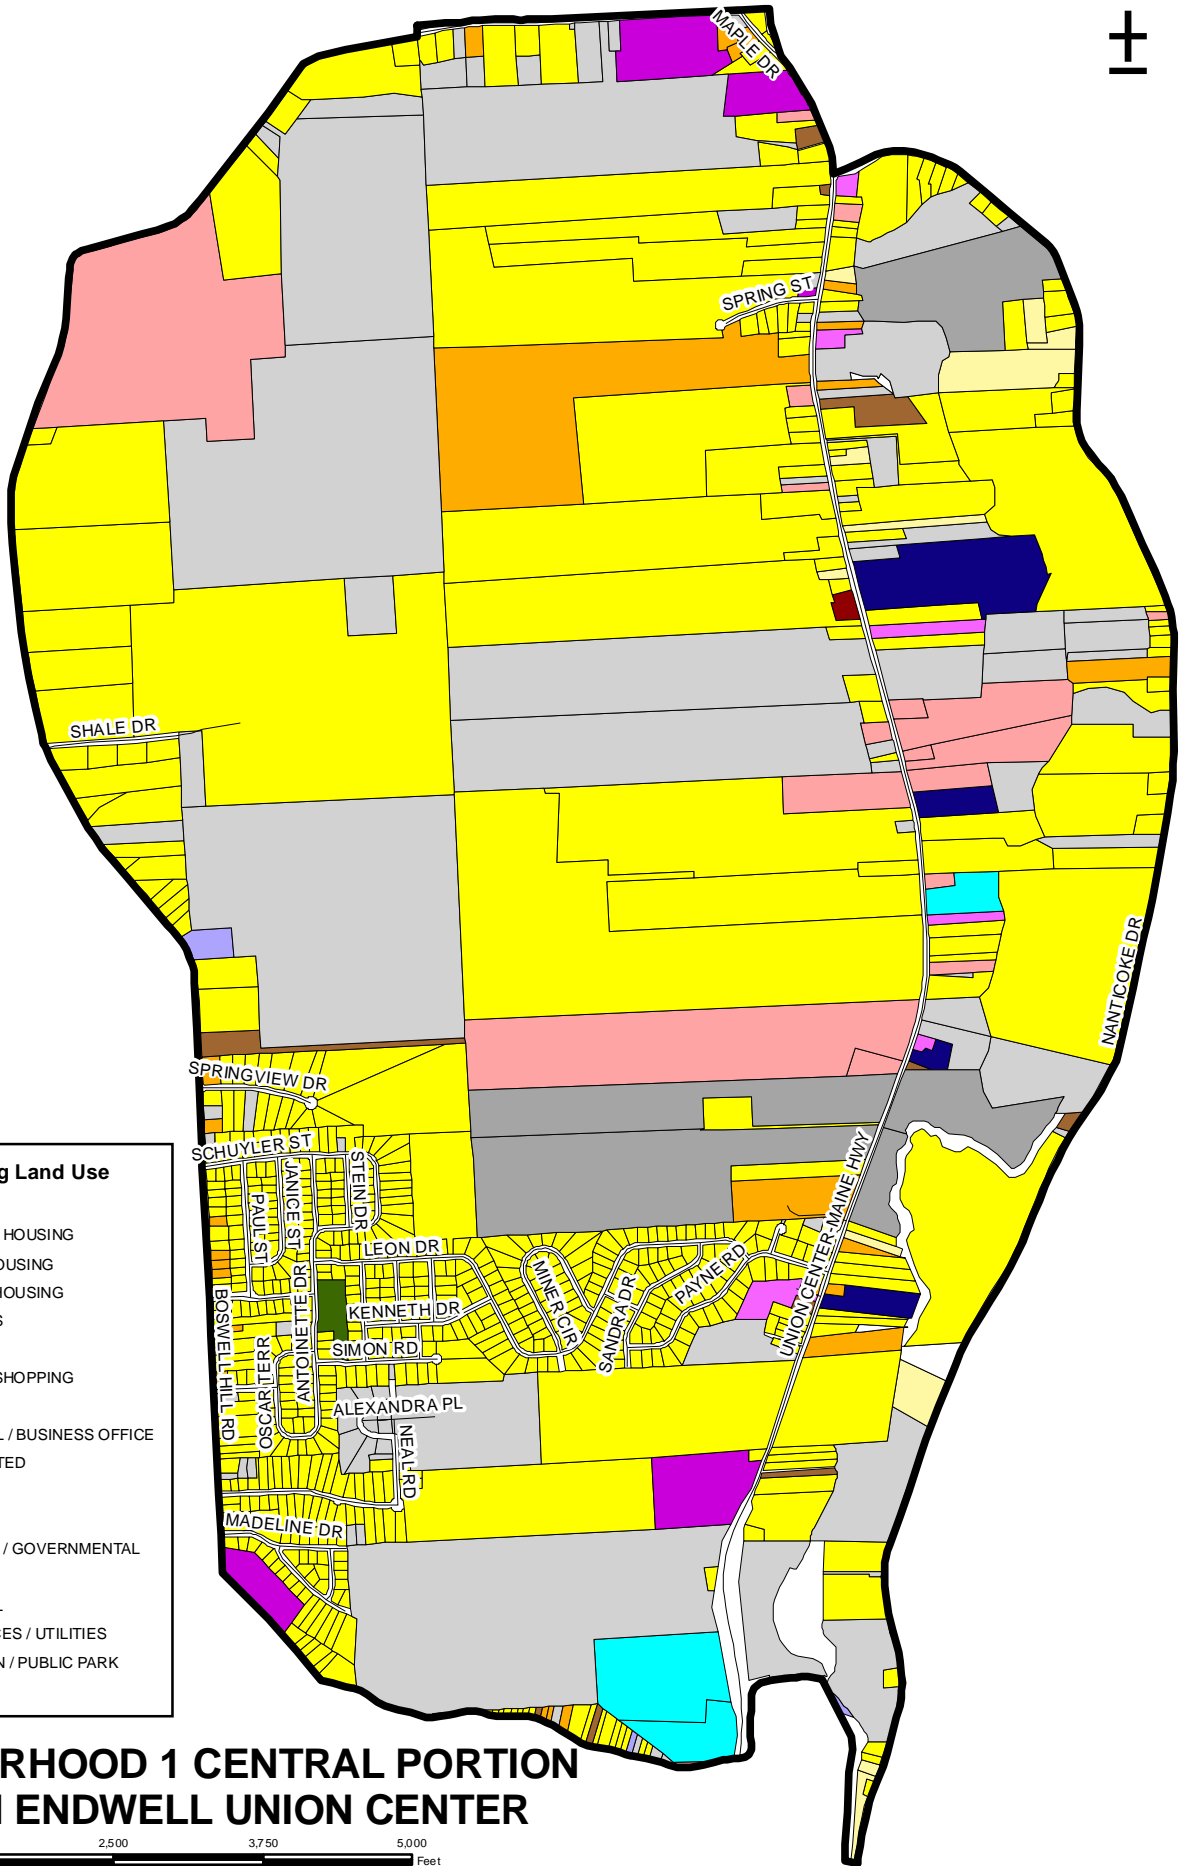 MAPLE DR
SPRING ST
SHALE DR
NANTICOKE DR
SPRINGVIEW DR
SCHUYLER ST
JANICE ST
STEIN DR
PAUL ST
LEON DR
UNION CENTER-MAINE HWY
PAYNE RD
MINER CIR
SANDRA DR
ANTOINETTE DR
KENNETH DR
BOSWELL HILL RD
OSCAR TERR
SIMON RD
ALEXANDRA PL
NEAL RD
MADELINE DR
g Land Use
HOUSING
OUSING
HOUSING
S
SHOPPING
L / BUSINESS OFFICE
TED
/ GOVERNMENTAL
L
CES / UTILITIES
N / PUBLIC PARK
RHOOD 1 CENTRAL PORTION
ENDWELL UNION CENTER
2,500 3,750 5,000
Feet